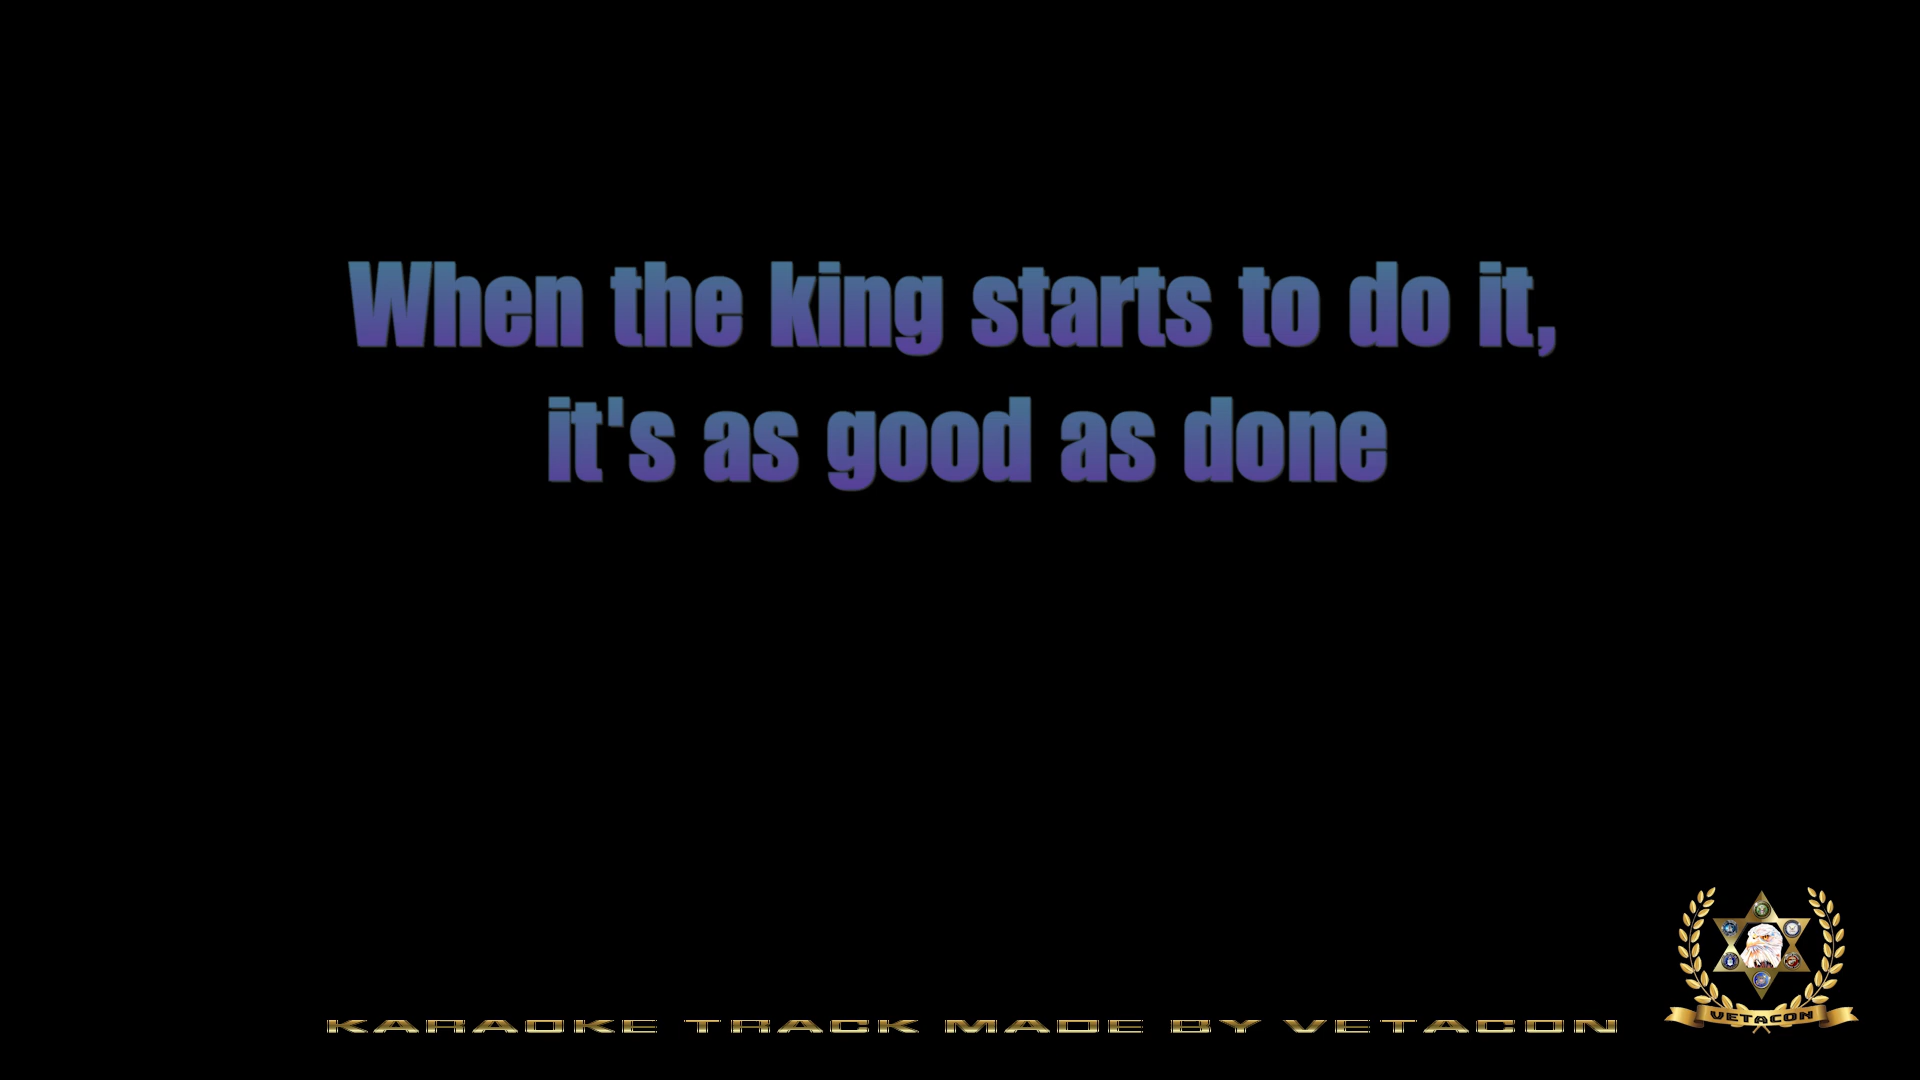 When the king starts to do it,
it's as good as done
KARAOKE TRACK MADE BY VETACON
VETACON